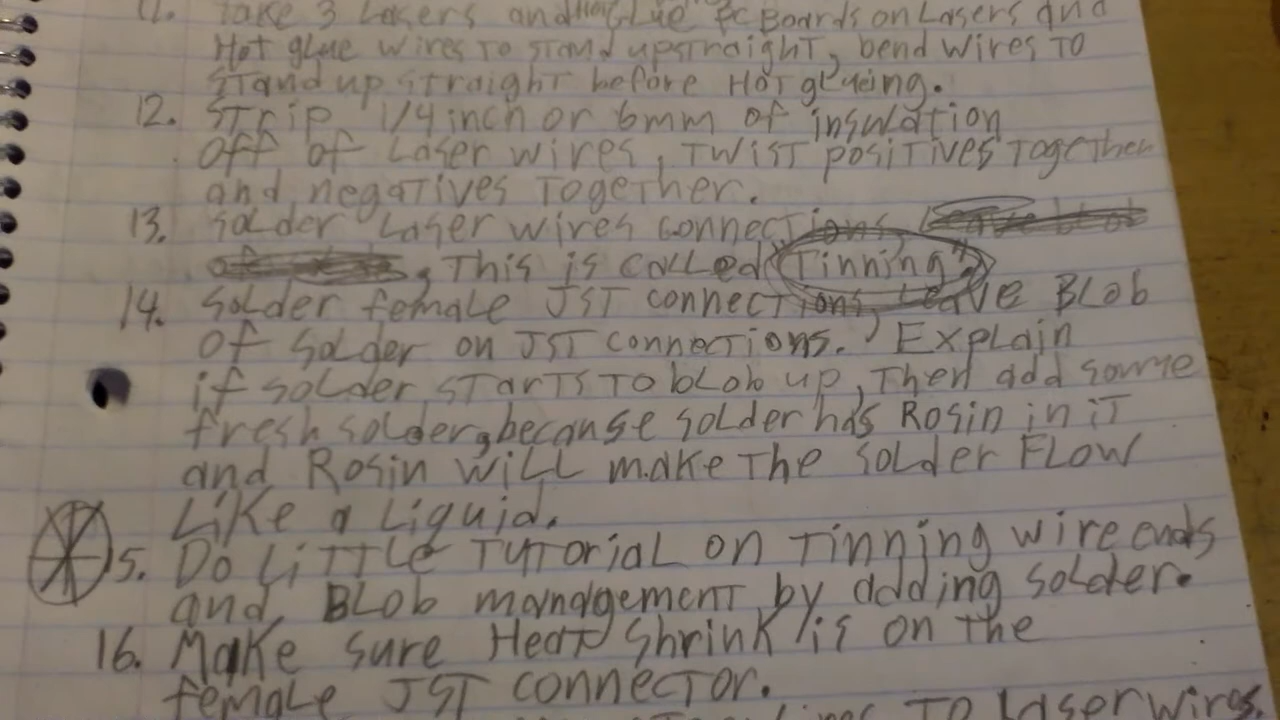 11. Take 3 Lasers and Hot Glue PC Boards on Lasers and
Hot glue wires To stand upstraight, bend wires To
stand up straight before Hot glueing.
12. Strip 1/4 inch or 6mm of insulation
off of Laser wires, Twist positives Together
and negatives Together.
13. Solder Laser wires connections
, This is called "Tinning".
14. Solder female JST connections Leave Blob
of Solder on JST connections. Explain
if solder starts to blob up, Then add some
fresh solder, because solder has Rosin in it
and Rosin will make The solder Flow
Like a Liquid.
15. Do Little Tutorial on Tinning wire ends
and Blob management by adding solder.
16. Make sure Heat Shrink is on the
female JST connector.
To Laser wires.